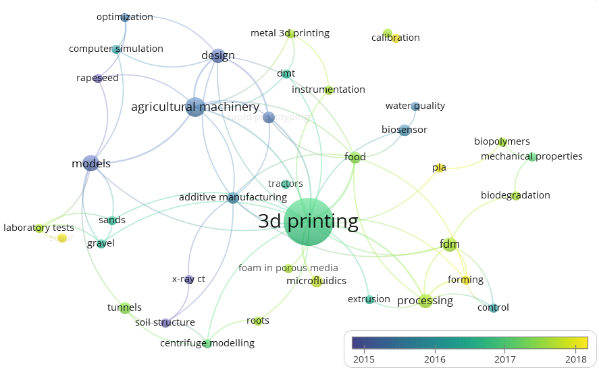 optimization
metal 3d printing
calibration
computer simulation
design
dmt
rapeseed
instrumentation
agricultural machinery
water quality
biosensor
biopolymers
models
food
mechanical properties
pla
tractors
additive manufacturing
biodegradation
3d printing
sands
laboratory tests
gravel
fdm
foam in porous media
x-ray ct
microfluidics
forming
extrusion
processing
control
tunnels
soil structure
roots
centrifuge modelling
2015
2016
2017
2018